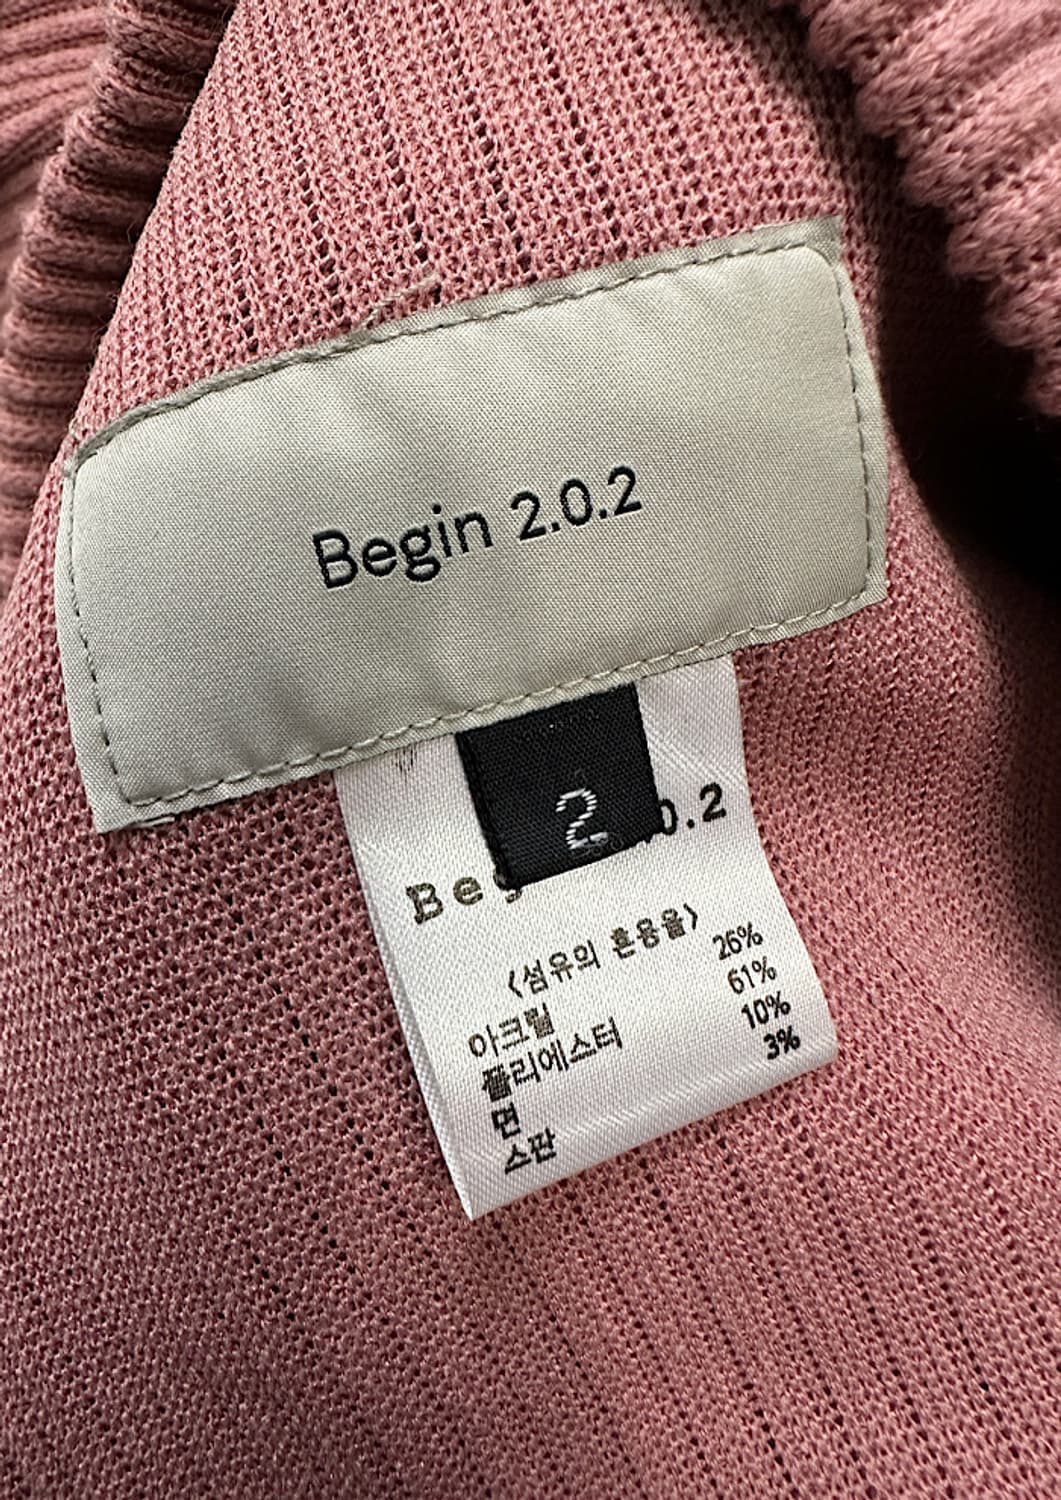 Begin 2.0.2
2
Beg 0.2
〈섬유의 혼용율〉
아크릴 26%
폴리에스터 61%
면 10%
스판 3%